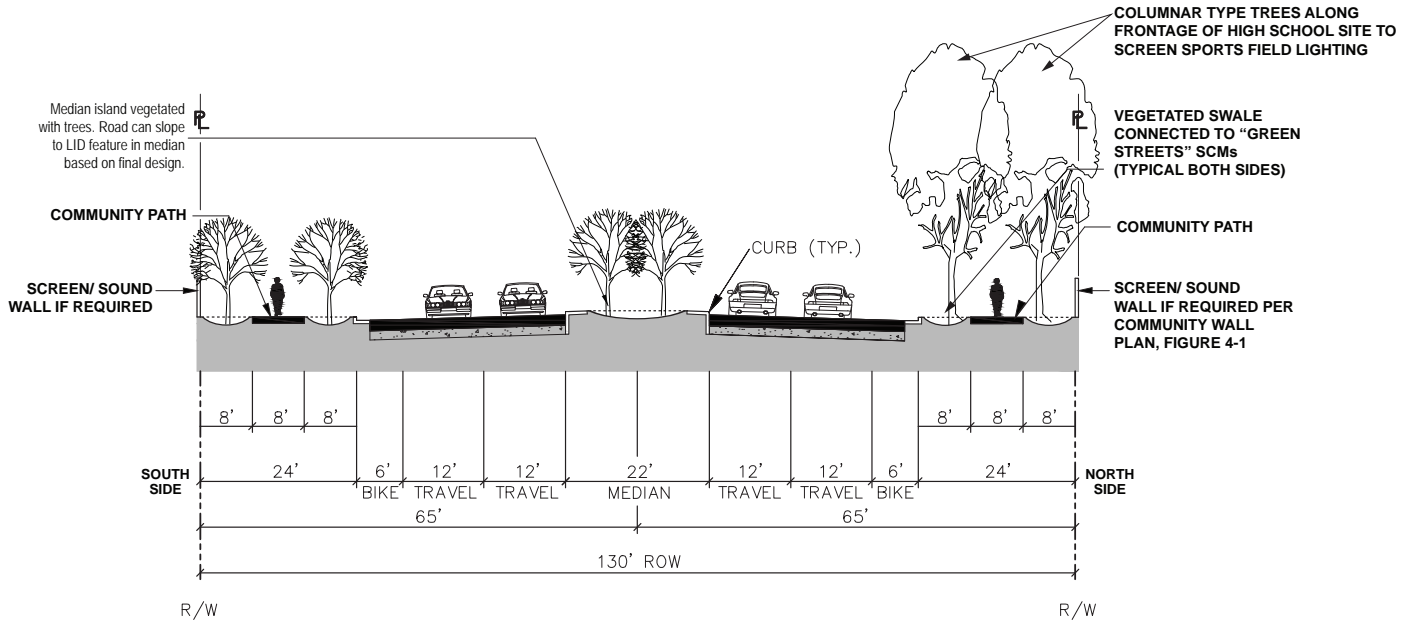 COLUMNAR TYPE TREES ALONG
FRONTAGE OF HIGH SCHOOL SITE TO
SCREEN SPORTS FIELD LIGHTING
Median island vegetated
with trees. Road can slope
to LID feature in median
based on final design.
PL
PL
VEGETATED SWALE
CONNECTED TO “GREEN
STREETS” SCMs
(TYPICAL BOTH SIDES)
COMMUNITY PATH
COMMUNITY PATH
CURB (TYP.)
SCREEN/ SOUND
WALL IF REQUIRED
SCREEN/ SOUND
WALL IF REQUIRED PER
COMMUNITY WALL
PLAN, FIGURE 4-1
8' 8' 8' 8' 8' 8'
SOUTH
SIDE
24' 6' 12' 12' 22' 12' 12' 6' 24'
BIKE TRAVEL TRAVEL MEDIAN TRAVEL TRAVEL BIKE
NORTH
SIDE
65' 65'
130' ROW
R/W R/W